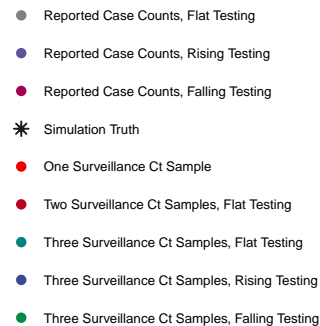 Reported Case Counts, Flat Testing
Reported Case Counts, Rising Testing
Reported Case Counts, Falling Testing
Simulation Truth
One Surveillance Ct Sample
Two Surveillance Ct Samples, Flat Testing
Three Surveillance Ct Samples, Flat Testing
Three Surveillance Ct Samples, Rising Testing
Three Surveillance Ct Samples, Falling Testing